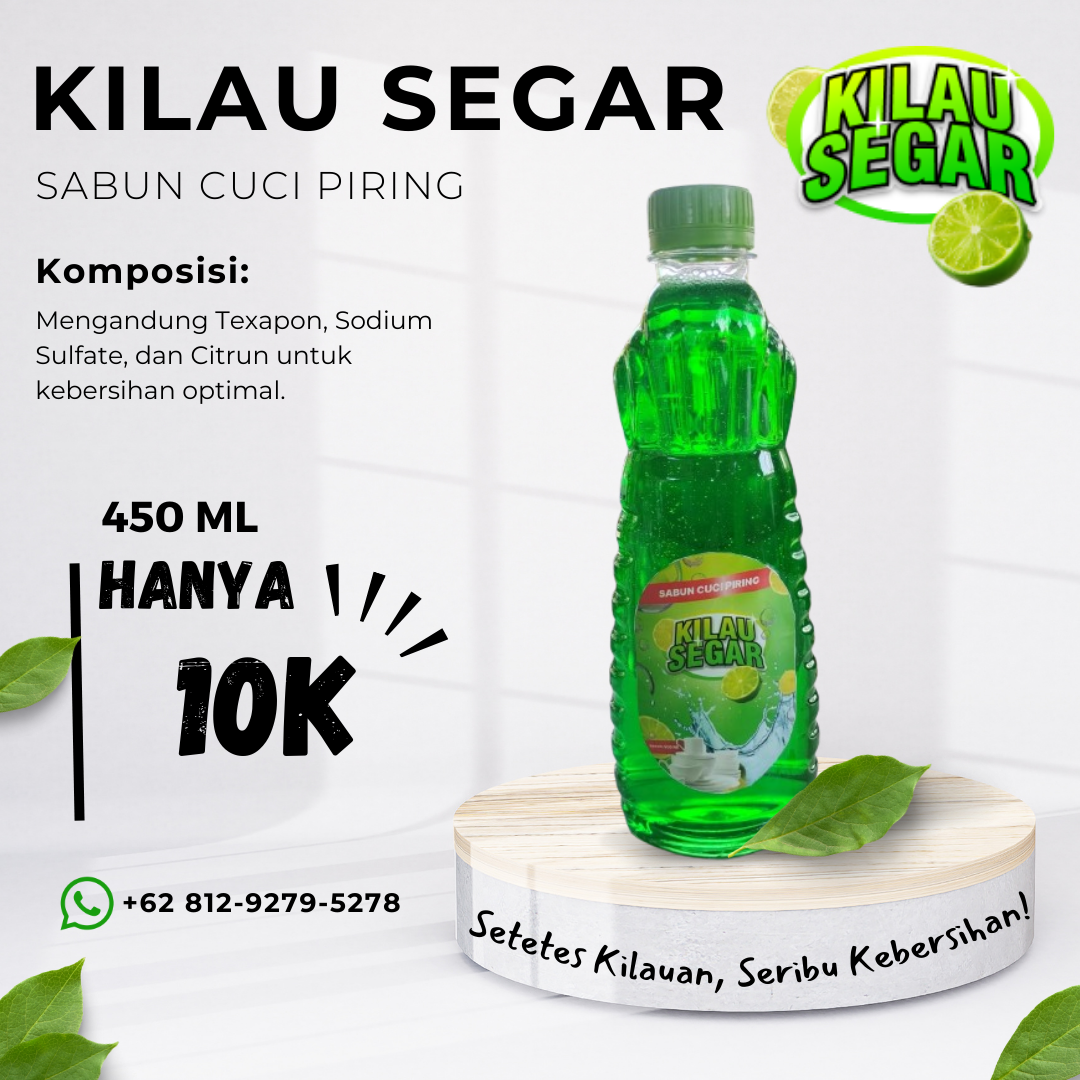 KILAU SEGAR
KILAU
SEGAR
SABUN CUCI PIRING
Komposisi:
Mengandung Texapon, Sodium
Sulfate, dan Citrun untuk
kebersihan optimal.
450 ML
HANYA
10K
SABUN CUCI PIRING
KILAU
SEGAR
+62 812-9279-5278
Setetes Kilauan, Seribu Kebersihan!